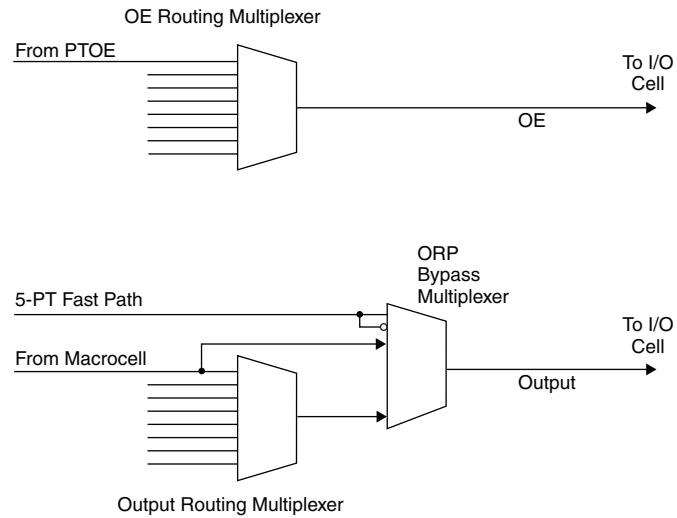 OE Routing Multiplexer
From PTOE
To I/O
Cell
OE
ORP
Bypass
Multiplexer
5-PT Fast Path
To I/O
Cell
From Macrocell
Output
Output Routing Multiplexer